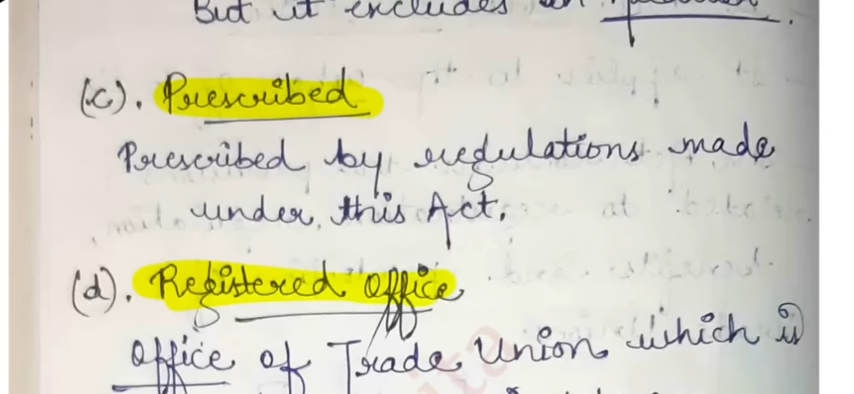 But it excludes an
(c). Prescribed
Prescribed by regulations made
under this Act.
(d). Registered Office
Office of Trade Union which is